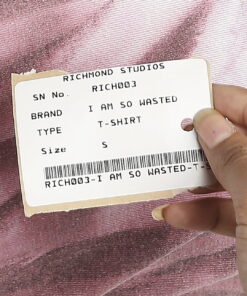 RICHMOND STUDIOS
SN No. RICH003
BRAND I AM SO WASTED
TYPE T-SHIRT
Size S
RICH003-I AM SO WASTED-T-S